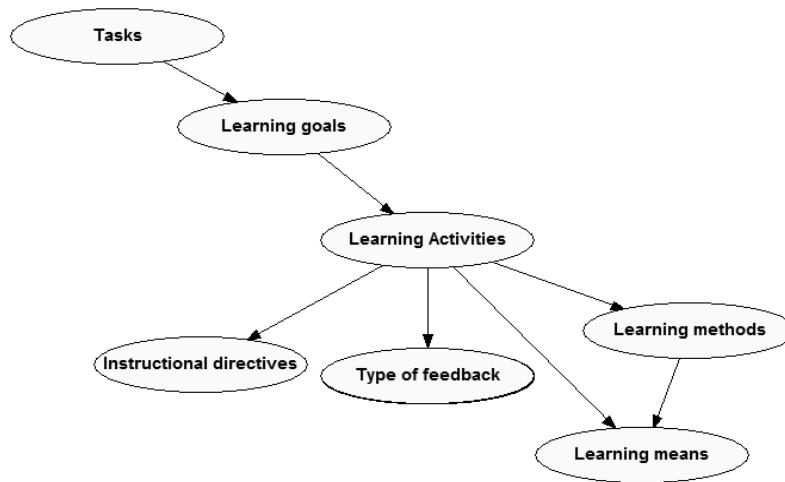 Tasks
Learning goals
Learning Activities
Learning methods
Instructional directives
Type of feedback
Learning means